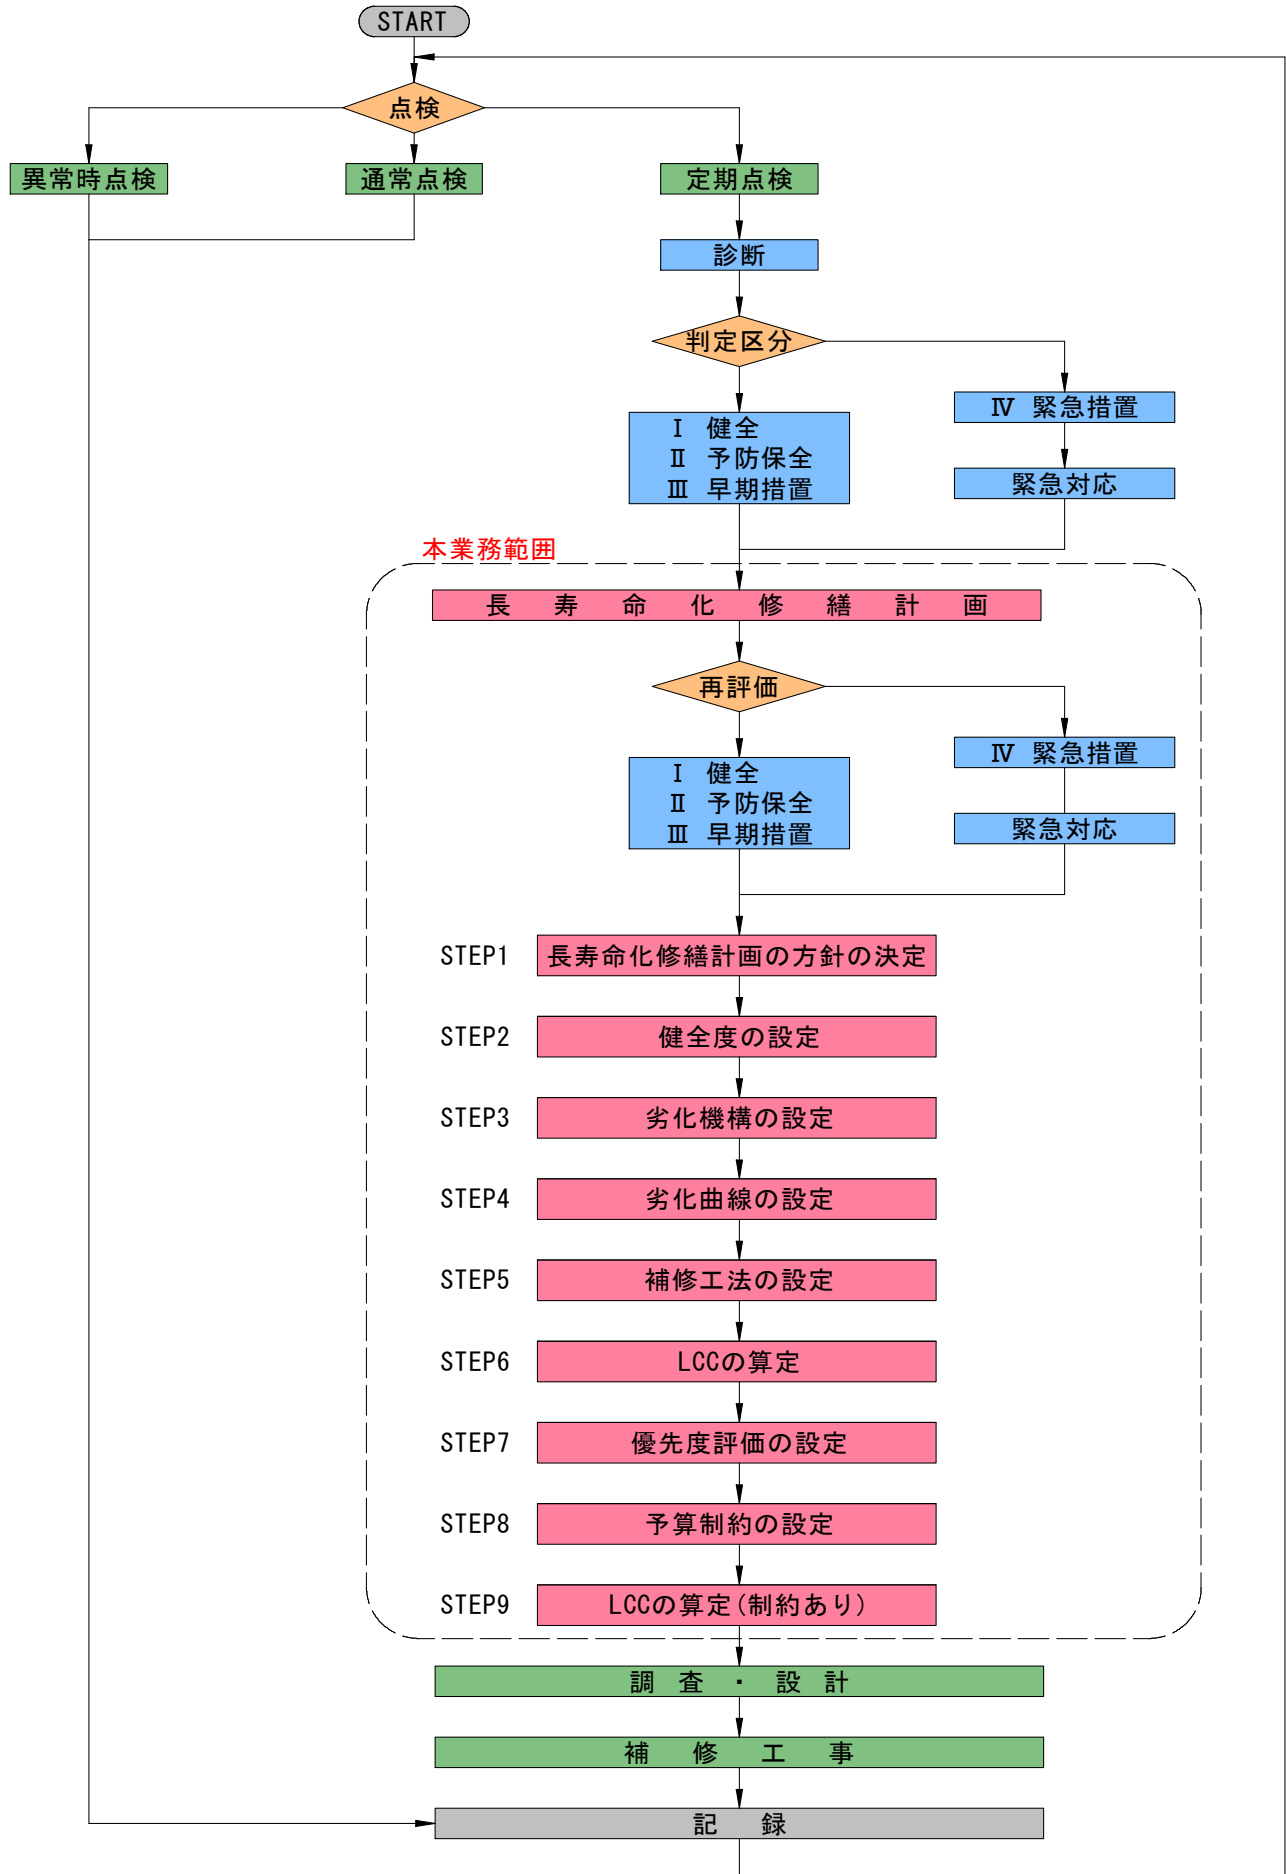 START
点検
異常時点検
通常点検
定期点検
診断
判定区分
Ⅰ 健全
Ⅱ 予防保全
Ⅲ 早期措置
Ⅳ 緊急措置
緊急対応
本業務範囲
長寿命化修繕計画
再評価
Ⅰ 健全
Ⅱ 予防保全
Ⅲ 早期措置
Ⅳ 緊急措置
緊急対応
STEP1 長寿命化修繕計画の方針の決定
STEP2 健全度の設定
STEP3 劣化機構の設定
STEP4 劣化曲線の設定
STEP5 補修工法の設定
STEP6 LCCの算定
STEP7 優先度評価の設定
STEP8 予算制約の設定
STEP9 LCCの算定(制約あり)
調査・設計
補修工事
記録